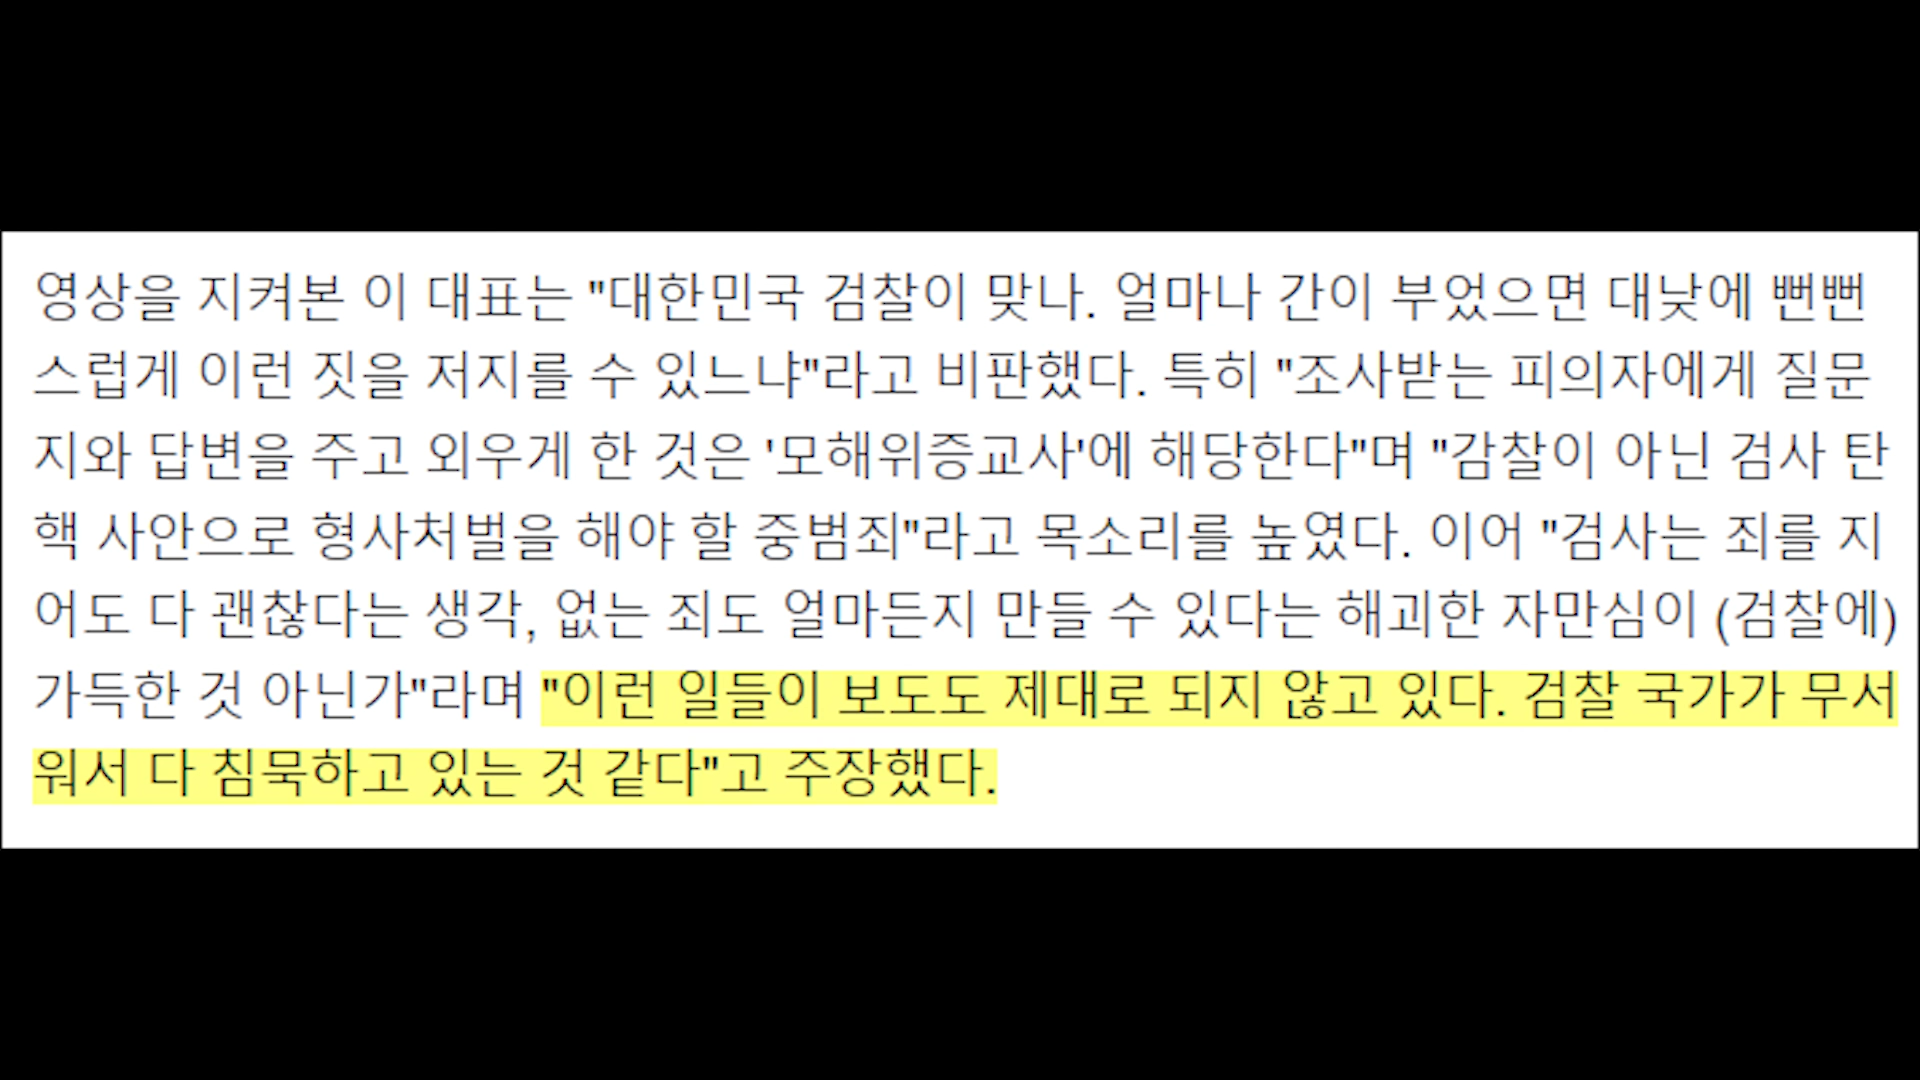 영상을 지켜본 이 대표는 "대한민국 검찰이 맞나. 얼마나 간이 부었으면 대낮에 뻔뻔
스럽게 이런 짓을 저지를 수 있느냐"라고 비판했다. 특히 "조사받는 피의자에게 질문
지와 답변을 주고 외우게 한 것은 '모해위증교사'에 해당한다"며 "감찰이 아닌 검사 탄
핵 사안으로 형사처벌을 해야 할 중범죄"라고 목소리를 높였다. 이어 "검사는 죄를 지
어도 다 괜찮다는 생각, 없는 죄도 얼마든지 만들 수 있다는 해괴한 자만심이 (검찰에)
가득한 것 아닌가"라며 "이런 일들이 보도도 제대로 되지 않고 있다. 검찰 국가가 무서
워서 다 침묵하고 있는 것 같다"고 주장했다.